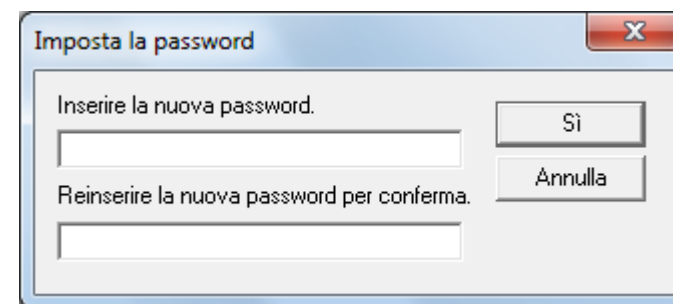 Imposta la password
Inserire la nuova password.
Sì
Annulla
Reinserire la nuova password per conferma.